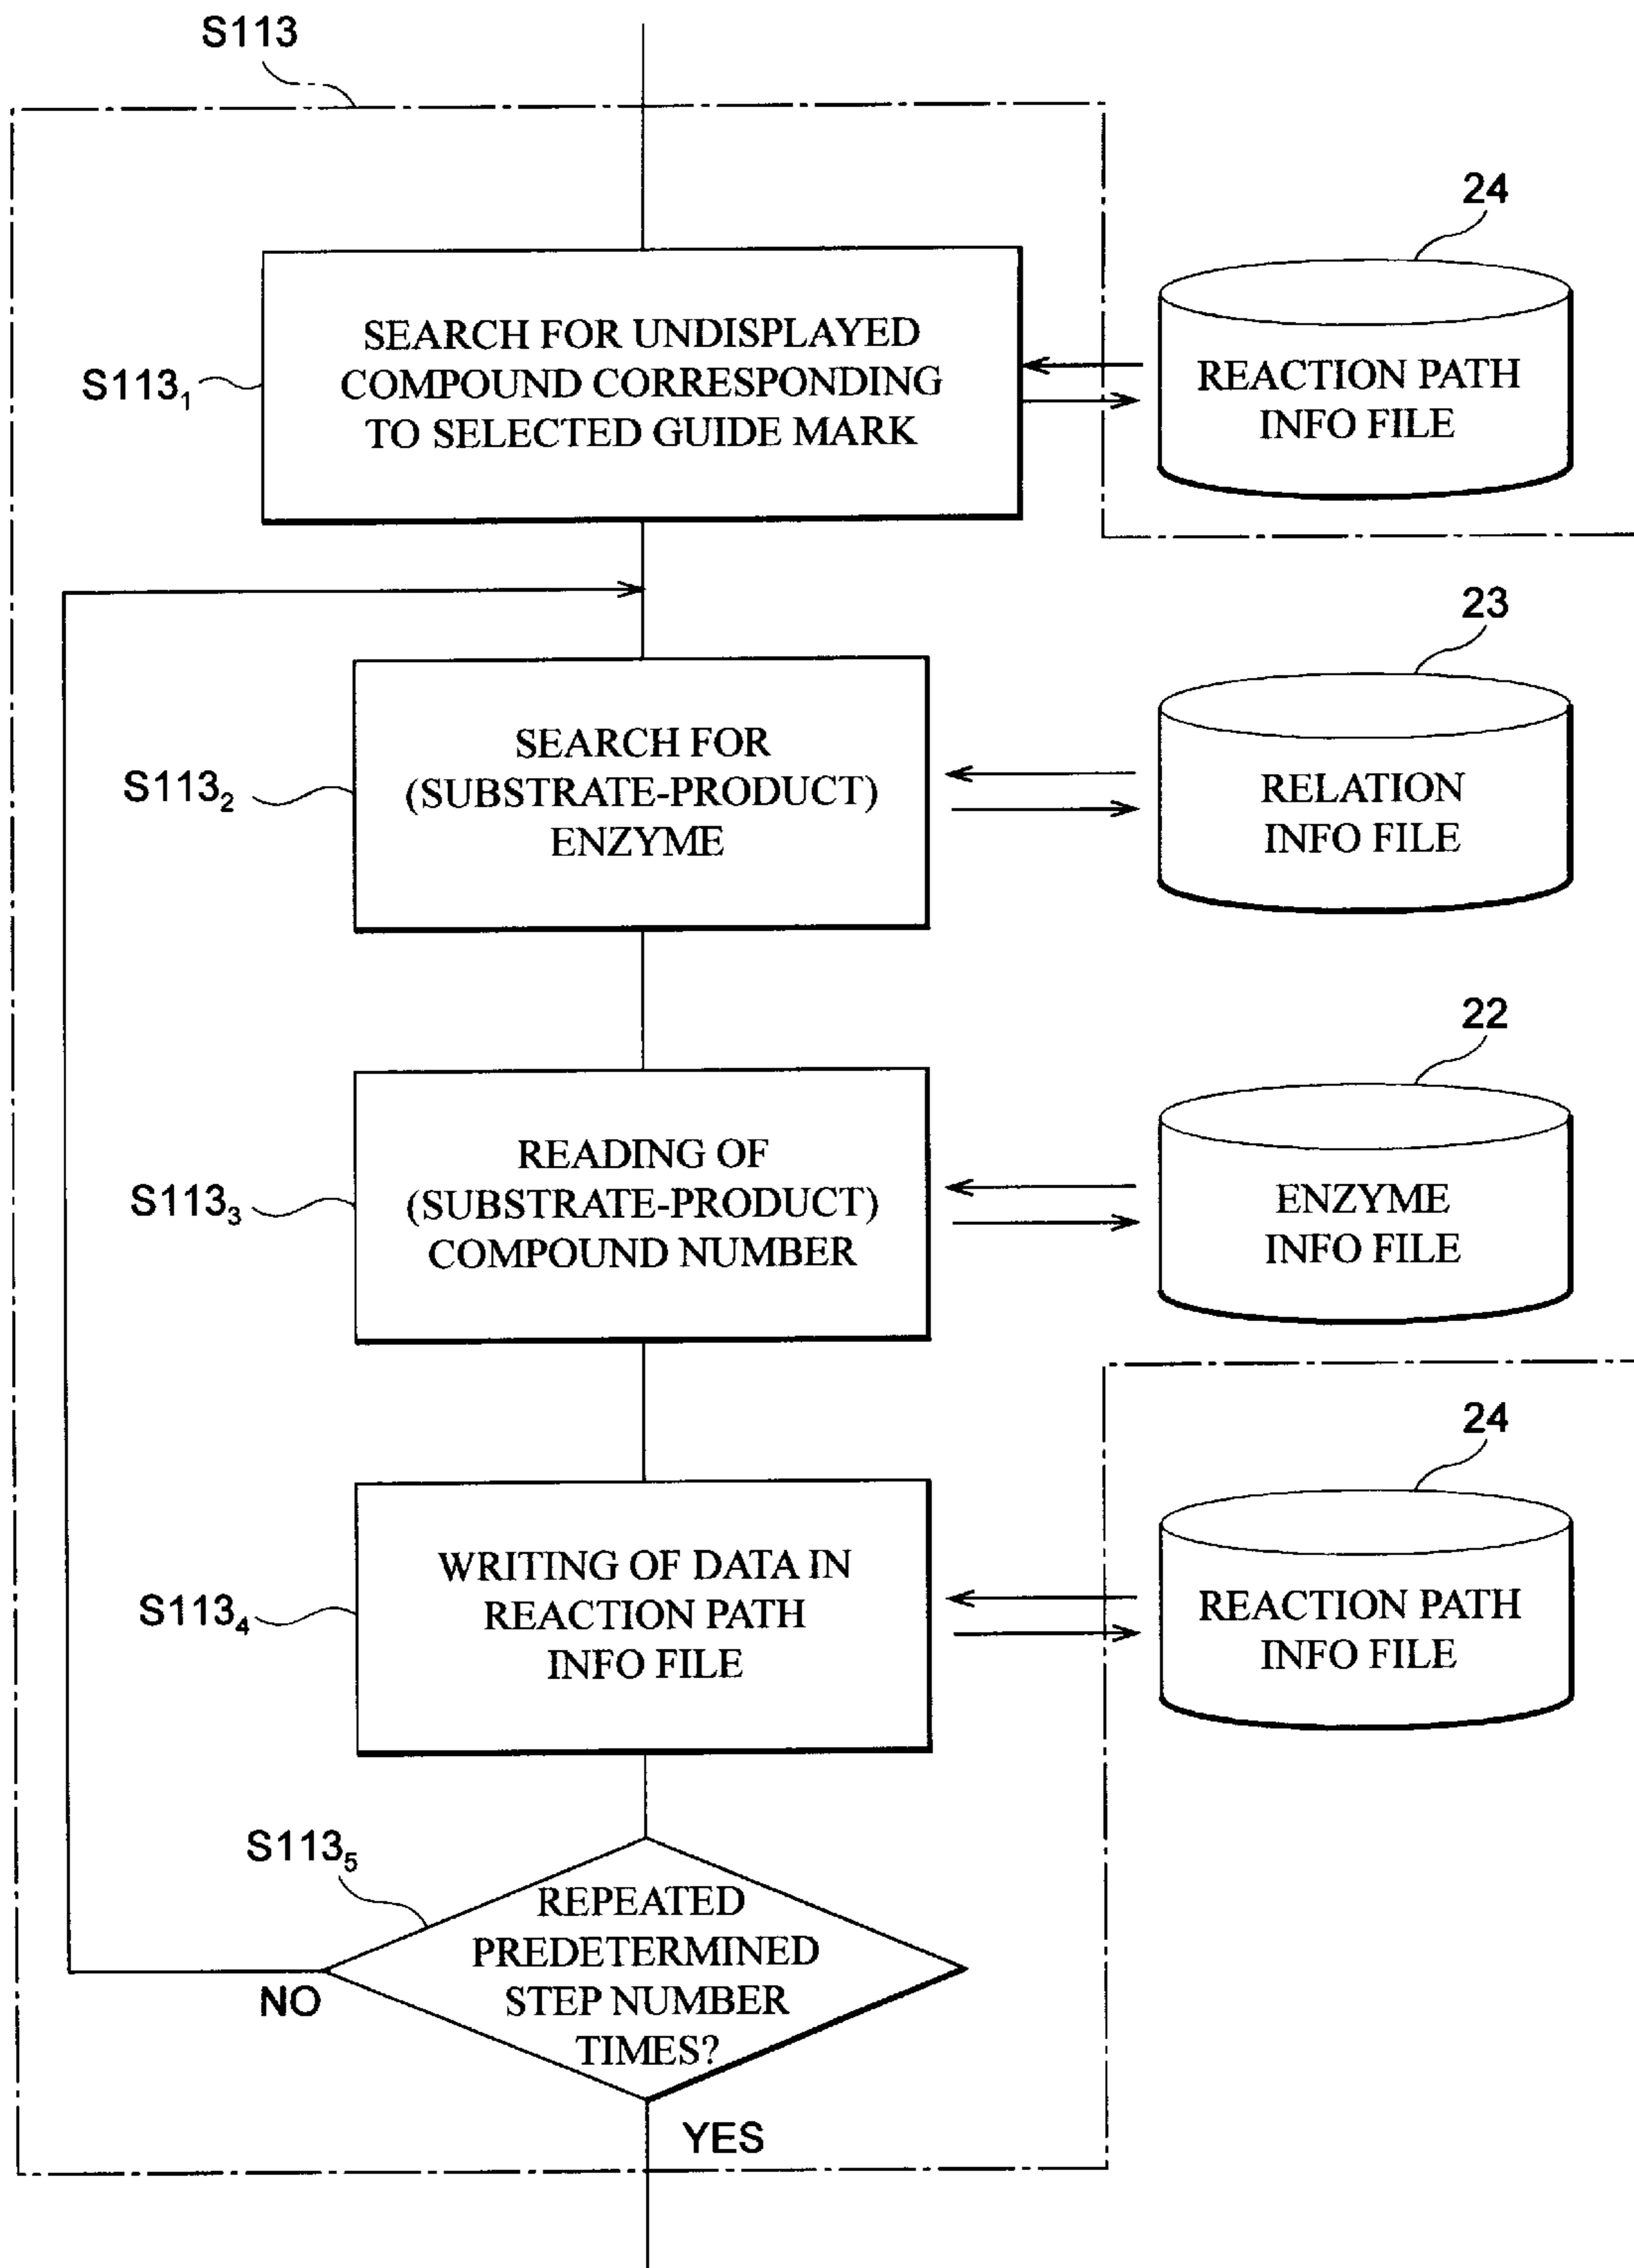 S113
24
SEARCH FOR UNDISPLAYED
COMPOUND CORRESPONDING
TO SELECTED GUIDE MARK
S113₁
REACTION PATH
INFO FILE
23
SEARCH FOR
(SUBSTRATE-PRODUCT)
ENZYME
S113₂
RELATION
INFO FILE
22
READING OF
(SUBSTRATE-PRODUCT)
COMPOUND NUMBER
S113₃
ENZYME
INFO FILE
24
WRITING OF DATA IN
REACTION PATH
INFO FILE
S113₄
REACTION PATH
INFO FILE
S113₅
REPEATED
PREDETERMINED
STEP NUMBER
TIMES?
NO
YES